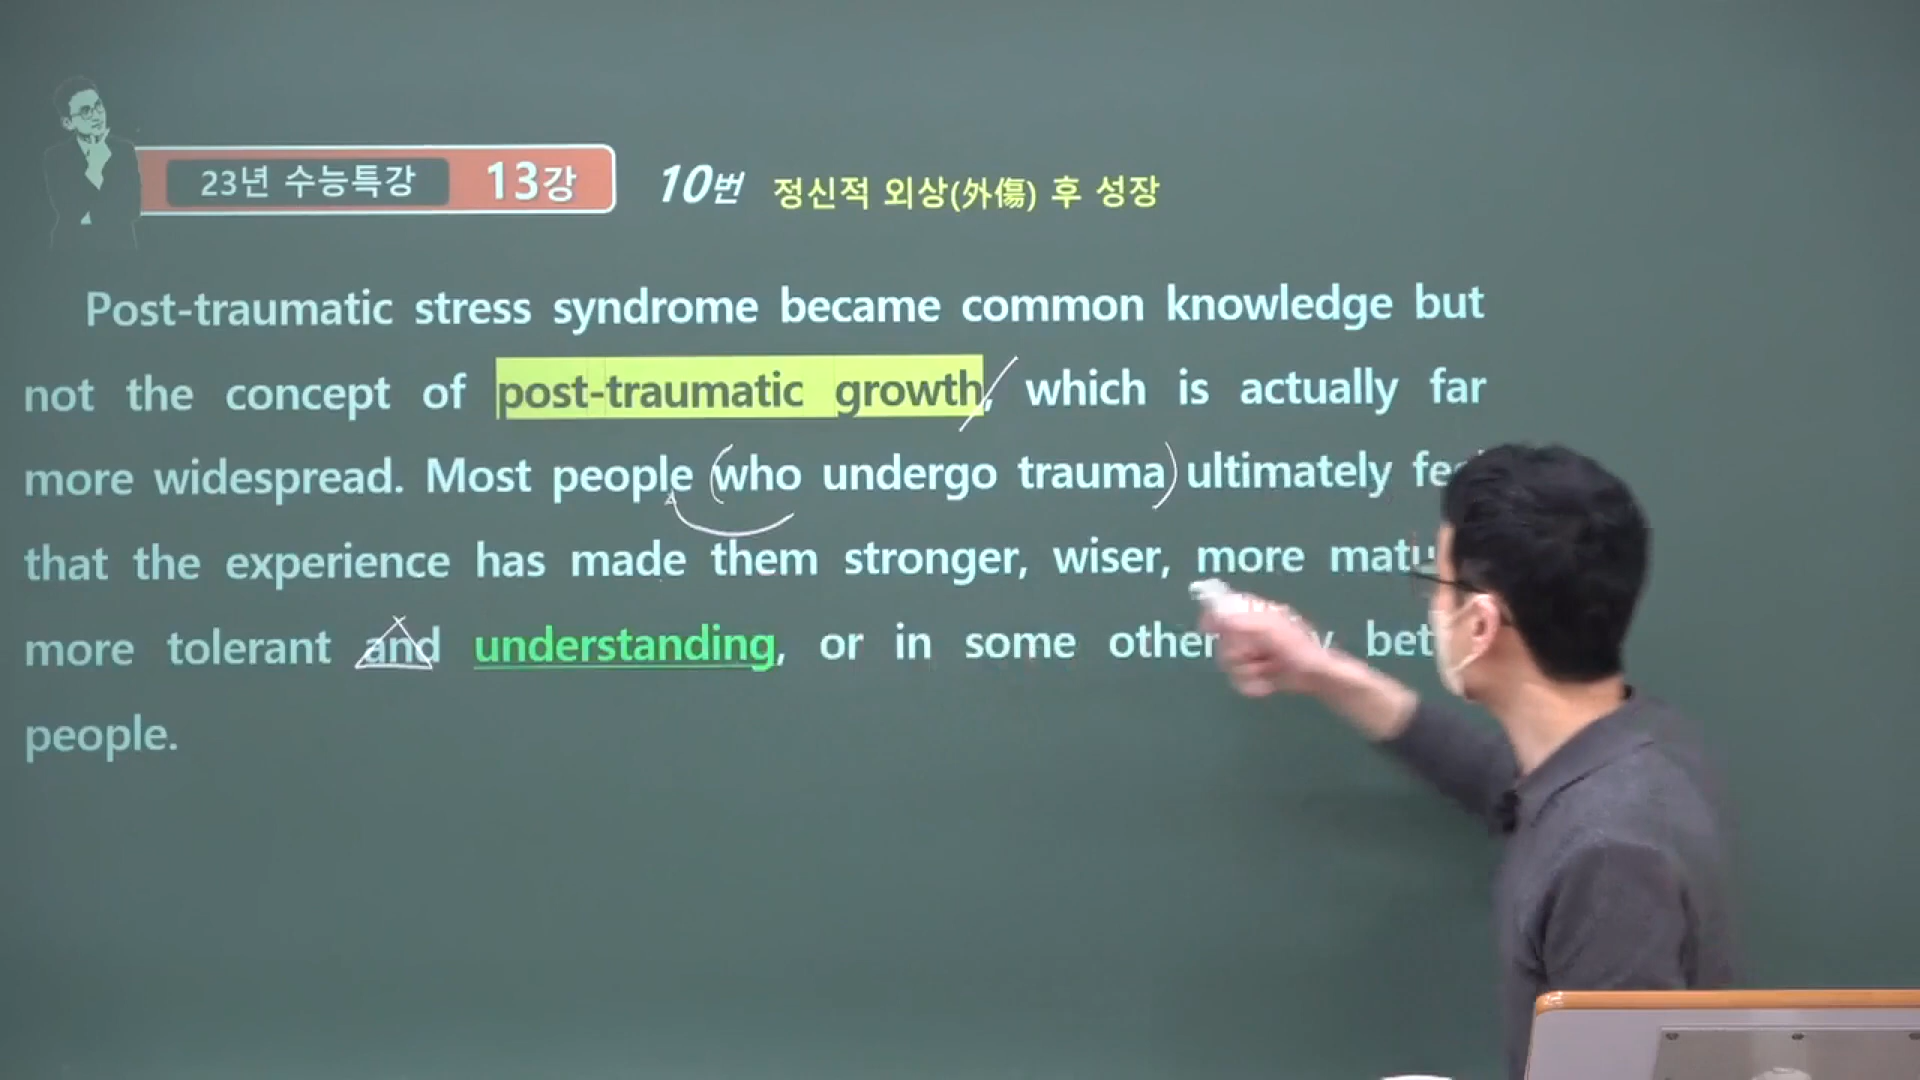 23년 수능특강 13강 10번 정신적 외상(外傷) 후 성장
Post-traumatic stress syndrome became common knowledge but
not the concept of post-traumatic growth, which is actually far
more widespread. Most people (who undergo trauma) ultimately
that the experience has made them stronger, wiser, more
more tolerant and understanding, or in some other
people.